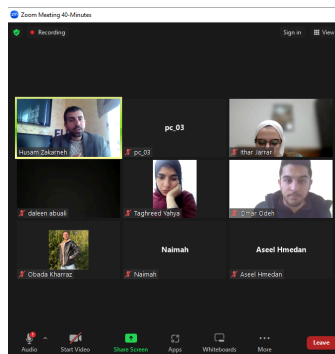 Zoom Meeting 40-Minutes
Recording
Sign in
View
Husam Zakarneh
pc_03
pc_03
Ithar Jarrar
daleen abuali
Taghreed Yahya
Omar Odeh
Obada Kharraz
Naimah
Naimah
Aseel Hmedan
Aseel Hmedan
Audio
Start Video
Share Screen
Apps
Whiteboards
More
Leave